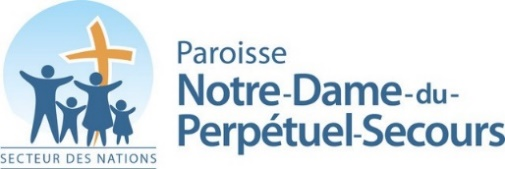 Paroisse
Notre-Dame-du-
Perpétuel-Secours
SECTEUR DES NATIONS